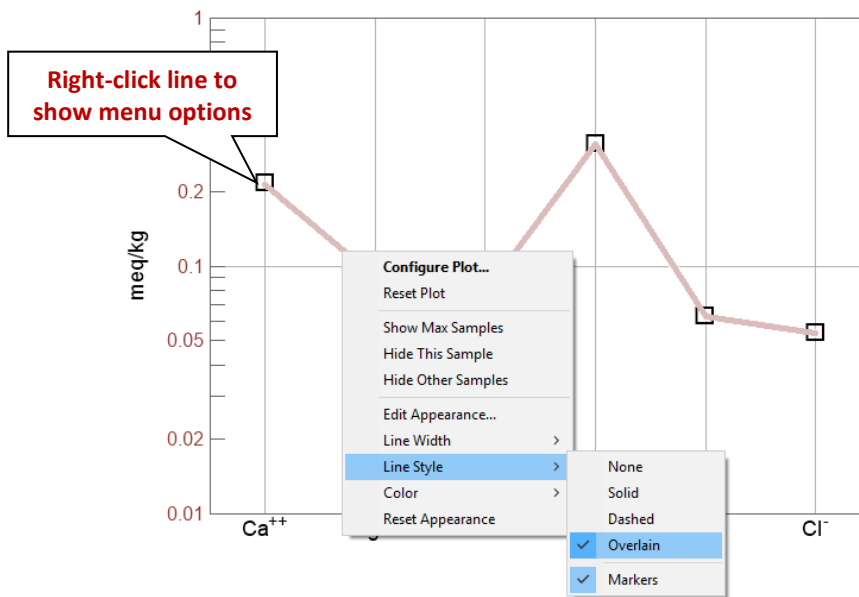 1
Right-click line to
show menu options
0.2
meq/kg
0.1
0.05
0.02
0.01
Ca⁺⁺
Cl⁻
Configure Plot...
Reset Plot
Show Max Samples
Hide This Sample
Hide Other Samples
Edit Appearance...
Line Width
Line Style
Color
Reset Appearance
None
Solid
Dashed
Overlain
Markers